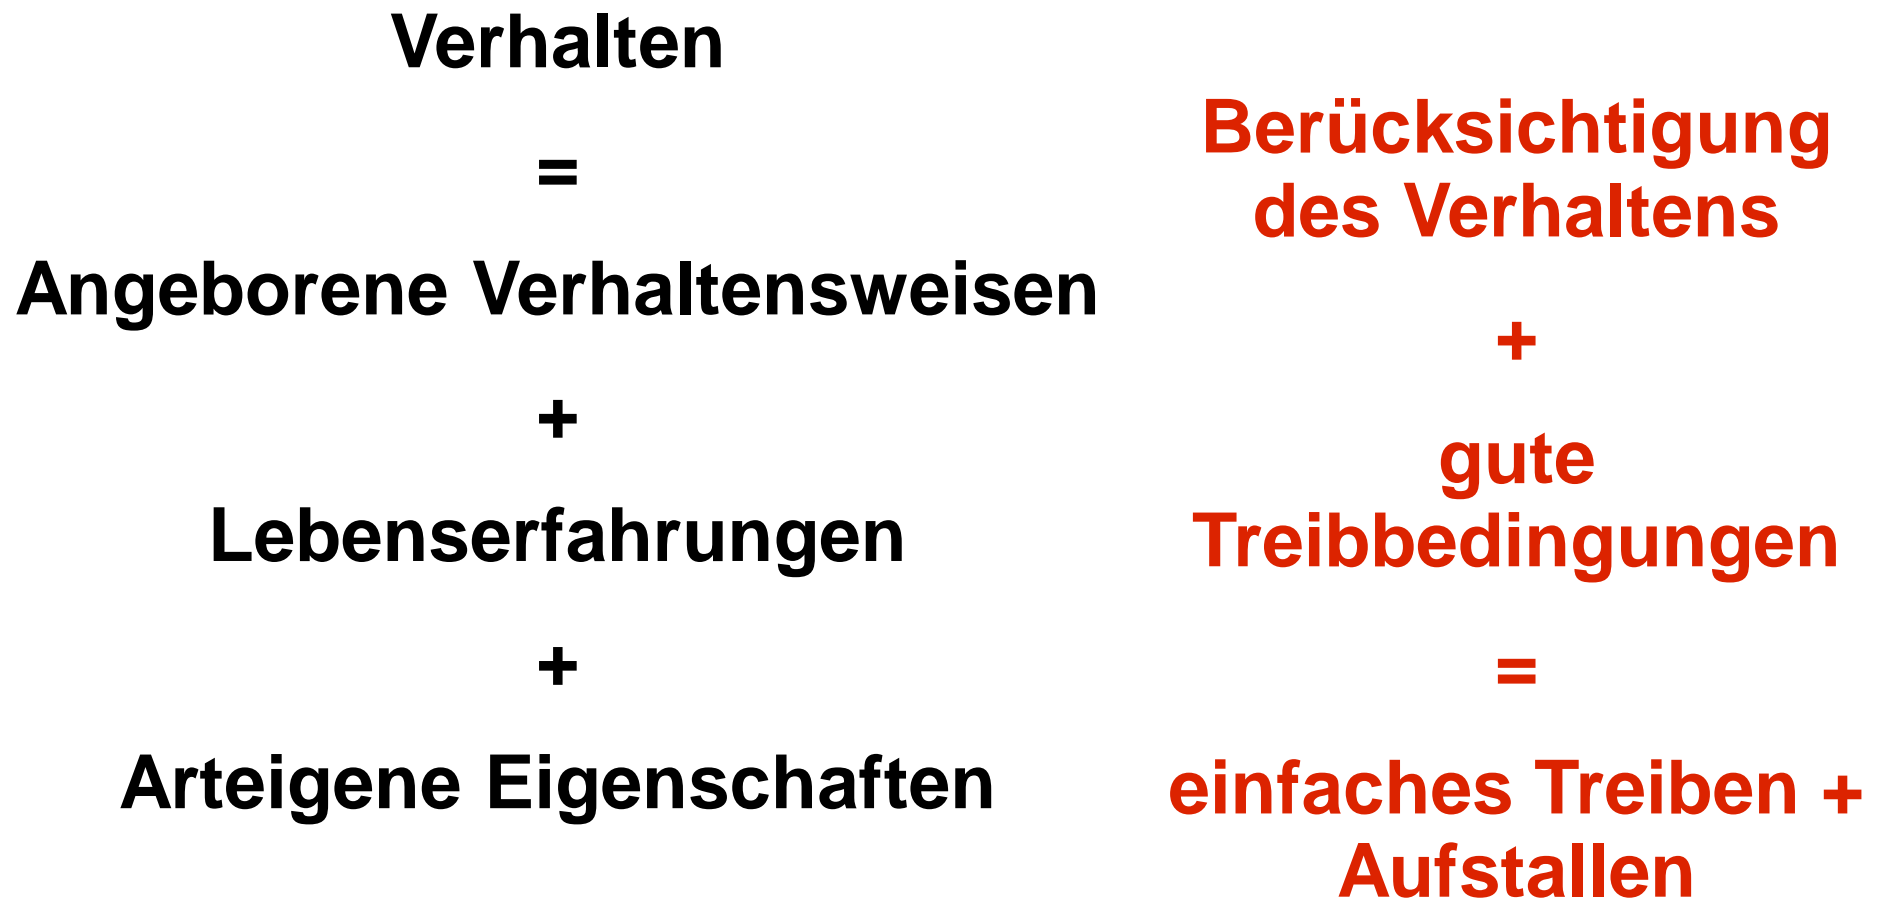 Verhalten
=
Angeborene Verhaltensweisen
+
Lebenserfahrungen
+
Arteigene Eigenschaften
Berücksichtigung
des Verhaltens
+
gute
Treibbedingungen
=
einfaches Treiben +
Aufstallen